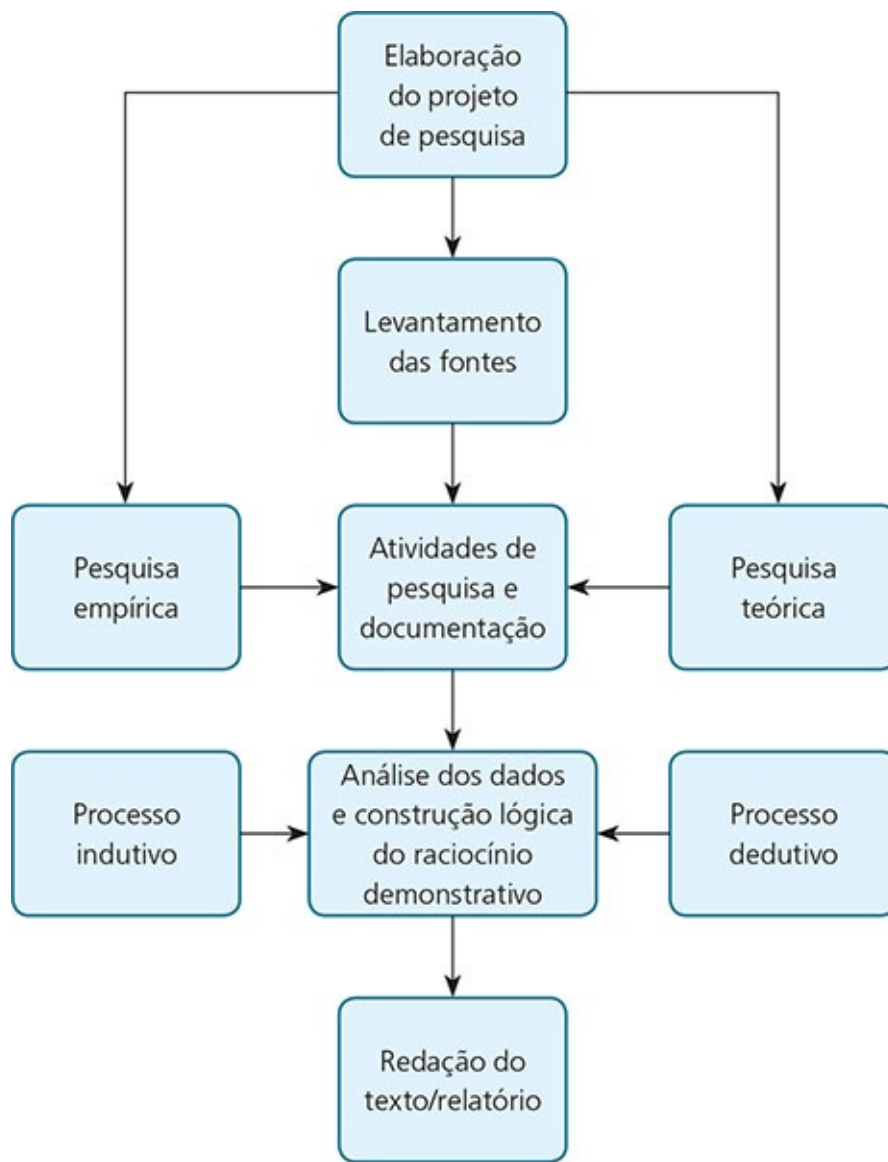 Elaboração
do projeto
de pesquisa
Levantamento
das fontes
Pesquisa
empírica
Atividades de
pesquisa e
documentação
Pesquisa
teórica
Processo
indutivo
Análise dos dados
e construção lógica
do raciocínio
demonstrativo
Processo
dedutivo
Redação do
texto/relatório